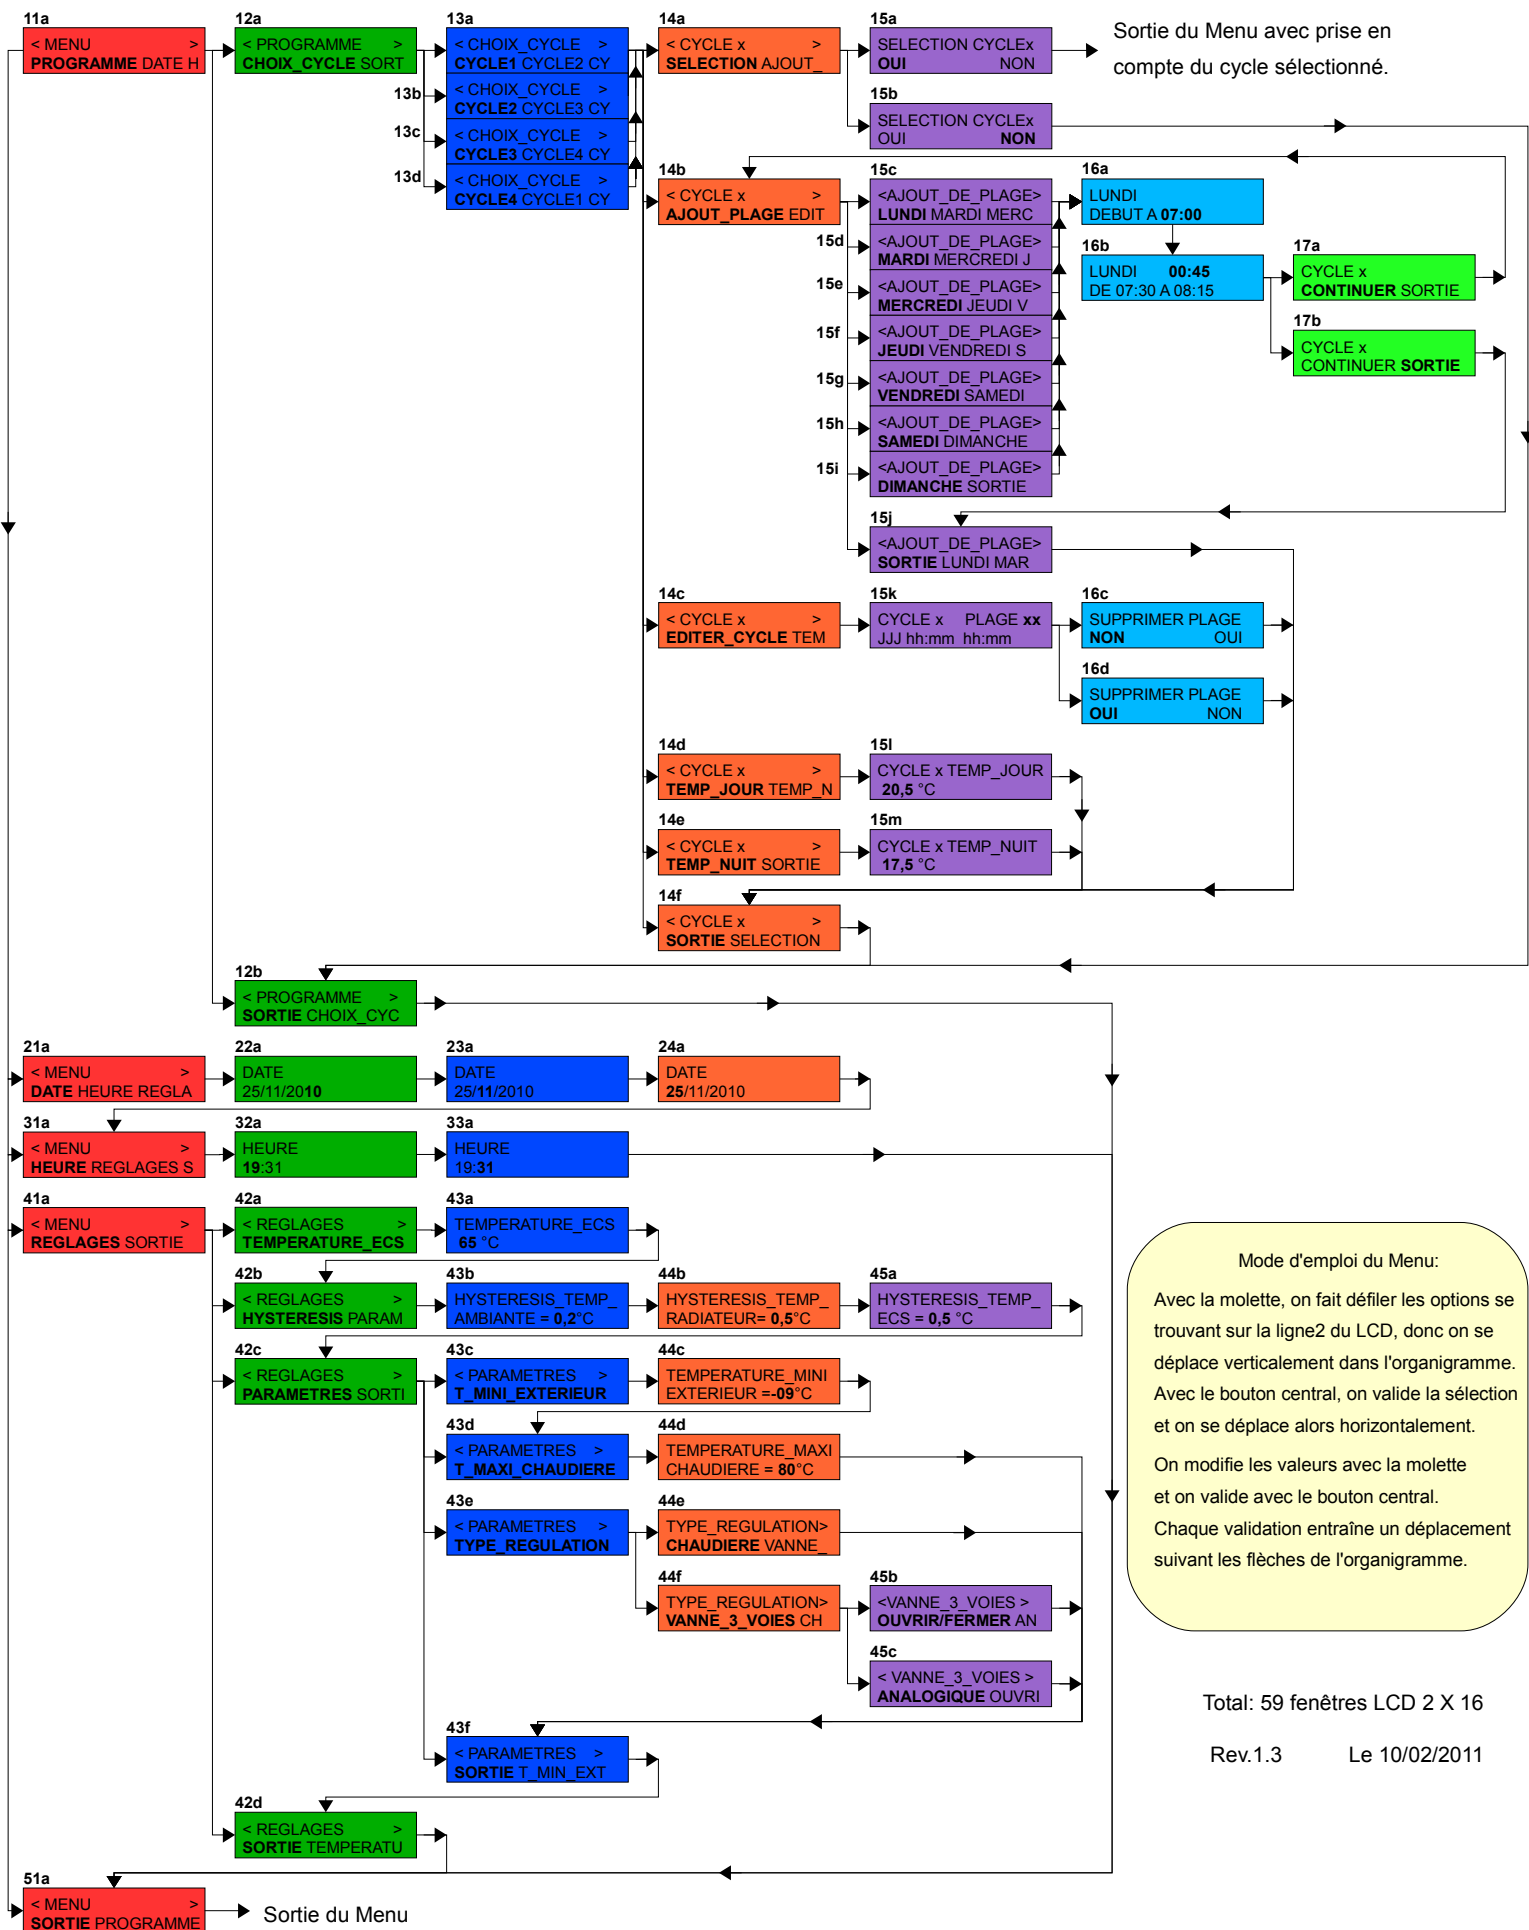 11a
< MENU >
PROGRAMME DATE H
12a
< PROGRAMME >
CHOIX_CYCLE SORT
13a
< CHOIX_CYCLE >
CYCLE1 CYCLE2 CY
13b
< CHOIX_CYCLE >
CYCLE2 CYCLE3 CY
13c
< CHOIX_CYCLE >
CYCLE3 CYCLE4 CY
13d
< CHOIX_CYCLE >
CYCLE4 CYCLE1 CY
14a
< CYCLE x >
SELECTION AJOUT_
15a
SELECTION CYCLEx
OUI NON
Sortie du Menu avec prise en
compte du cycle sélectionné.
15b
SELECTION CYCLEx
OUI NON
14b
< CYCLE x >
AJOUT_PLAGE EDIT
15c
<AJOUT_DE_PLAGE>
LUNDI MARDI MERC
15d
<AJOUT_DE_PLAGE>
MARDI MERCREDI J
15e
<AJOUT_DE_PLAGE>
MERCREDI JEUDI V
15f
<AJOUT_DE_PLAGE>
JEUDI VENDREDI S
15g
<AJOUT_DE_PLAGE>
VENDREDI SAMEDI
15h
<AJOUT_DE_PLAGE>
SAMEDI DIMANCHE
15i
<AJOUT_DE_PLAGE>
DIMANCHE SORTIE
16a
LUNDI
DEBUT A 07:00
16b
LUNDI 00:45
DE 07:30 A 08:15
17a
CYCLE x
CONTINUER SORTIE
17b
CYCLE x
CONTINUER SORTIE
15j
<AJOUT_DE_PLAGE>
SORTIE LUNDI MAR
14c
< CYCLE x >
EDITER_CYCLE TEM
15k
CYCLE x PLAGE xx
JJJ hh:mm hh:mm
16c
SUPPRIMER PLAGE
NON OUI
16d
SUPPRIMER PLAGE
OUI NON
14d
< CYCLE x >
TEMP_JOUR TEMP_N
15l
CYCLE x TEMP_JOUR
20,5 °C
14e
< CYCLE x >
TEMP_NUIT SORTIE
15m
CYCLE x TEMP_NUIT
17,5 °C
14f
< CYCLE x >
SORTIE SELECTION
12b
< PROGRAMME >
SORTIE CHOIX_CYC
21a
< MENU >
DATE HEURE REGLA
22a
DATE
25/11/2010
23a
DATE
25/11/2010
24a
DATE
25/11/2010
31a
< MENU >
HEURE REGLAGES S
32a
HEURE
19:31
33a
HEURE
19:31
41a
< MENU >
REGLAGES SORTIE
42a
< REGLAGES >
TEMPERATURE_ECS
43a
TEMPERATURE_ECS
65 °C
42b
< REGLAGES >
HYSTERESIS PARAM
43b
HYSTERESIS_TEMP_
AMBIANTE = 0,2°C
44b
HYSTERESIS_TEMP_
RADIATEUR= 0,5°C
45a
HYSTERESIS_TEMP_
ECS = 0,5 °C
42c
< REGLAGES >
PARAMETRES SORTI
43c
< PARAMETRES >
T_MINI_EXTERIEUR
44c
TEMPERATURE_MINI
EXTERIEUR =-09°C
43d
< PARAMETRES >
T_MAXI_CHAUDIERE
44d
TEMPERATURE_MAXI
CHAUDIERE = 80°C
43e
< PARAMETRES >
TYPE_REGULATION
44e
TYPE_REGULATION>
CHAUDIERE VANNE_
44f
TYPE_REGULATION>
VANNE_3_VOIES CH
45b
<VANNE_3_VOIES >
OUVRIR/FERMER AN
45c
< VANNE_3_VOIES >
ANALOGIQUE OUVRI
43f
< PARAMETRES >
SORTIE T_MIN_EXT
42d
< REGLAGES >
SORTIE TEMPERATU
51a
< MENU >
SORTIE PROGRAMME
Sortie du Menu
Mode d'emploi du Menu:
Avec la molette, on fait défiler les options se
trouvant sur la ligne2 du LCD, donc on se
déplace verticalement dans l'organigramme.
Avec le bouton central, on valide la sélection
et on se déplace alors horizontalement.
On modifie les valeurs avec la molette
et on valide avec le bouton central.
Chaque validation entraîne un déplacement
suivant les flèches de l'organigramme.
Total: 59 fenêtres LCD 2 X 16
Rev.1.3 Le 10/02/2011